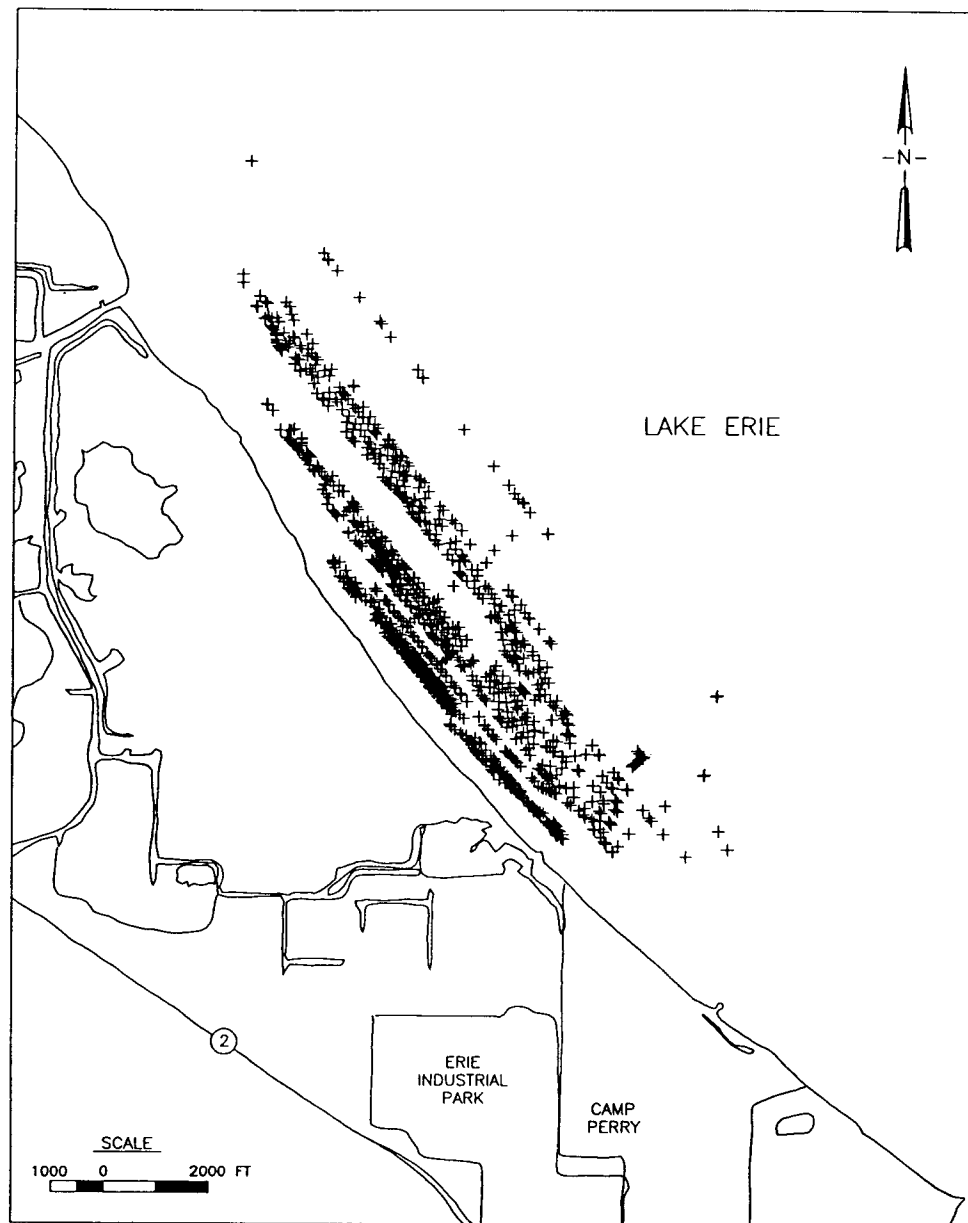 -N-
LAKE ERIE
2
ERIE
INDUSTRIAL
PARK
CAMP
PERRY
SCALE
1000 0 2000 FT